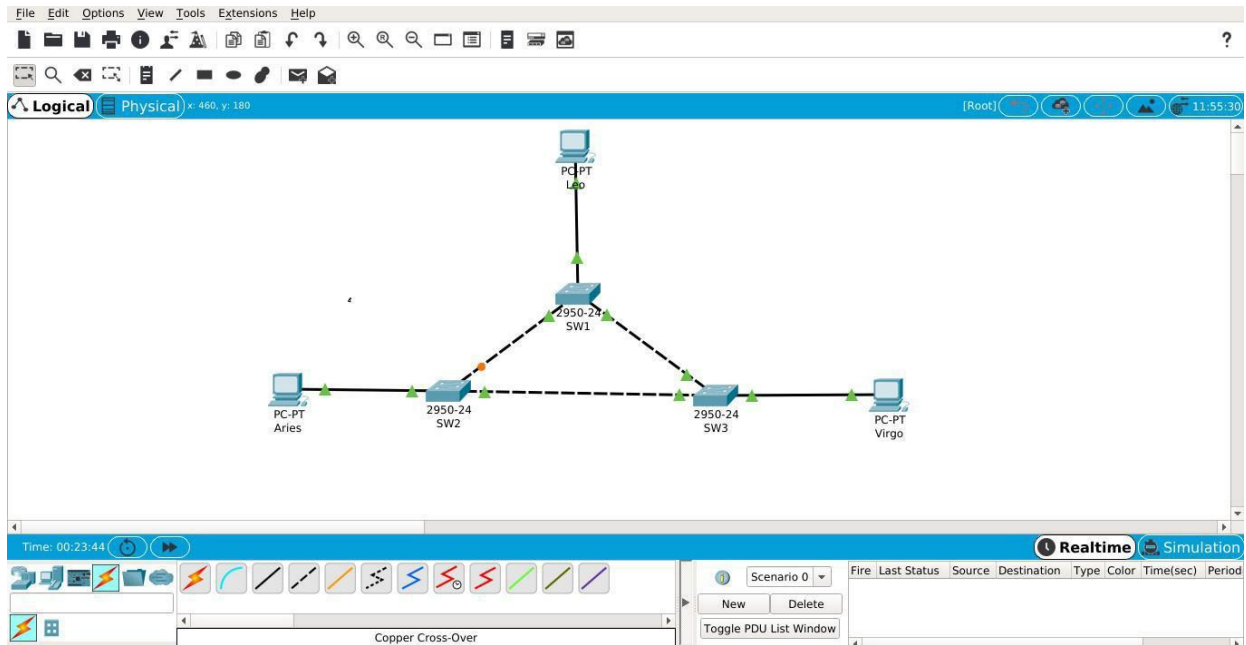 File Edit Options View Tools Extensions Help
?
Logical Physical x: 460, y: 180 [Root] 11:55:30
PC-PT
Leo
2950-24
SW1
PC-PT
Aries
2950-24
SW2
2950-24
SW3
PC-PT
Virgo
Time: 00:23:44 Realtime Simulation
Scenario 0
Fire Last Status Source Destination Type Color Time(sec) Period
New Delete
Toggle PDU List Window
Copper Cross-Over